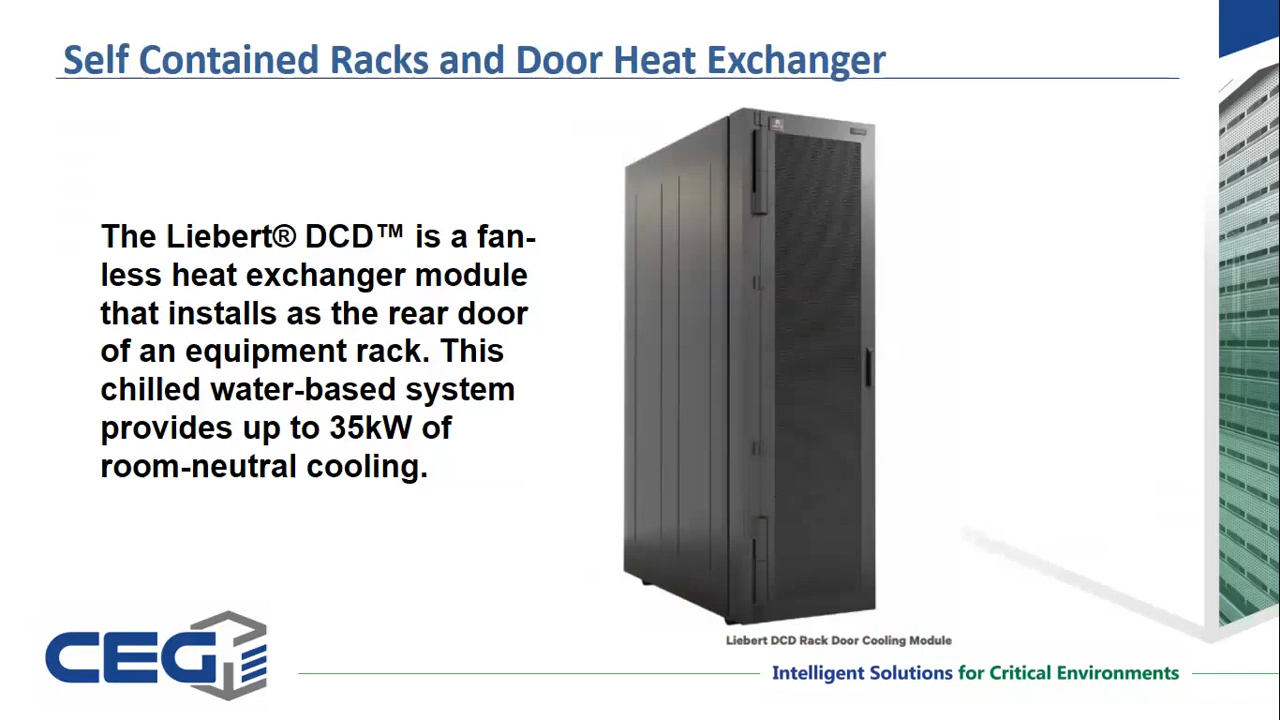 Self Contained Racks and Door Heat Exchanger
The Liebert® DCD™ is a fan-
less heat exchanger module
that installs as the rear door
of an equipment rack. This
chilled water-based system
provides up to 35kW of
room-neutral cooling.
Liebert DCD Rack Door Cooling Module
CEG
Intelligent Solutions for Critical Environments